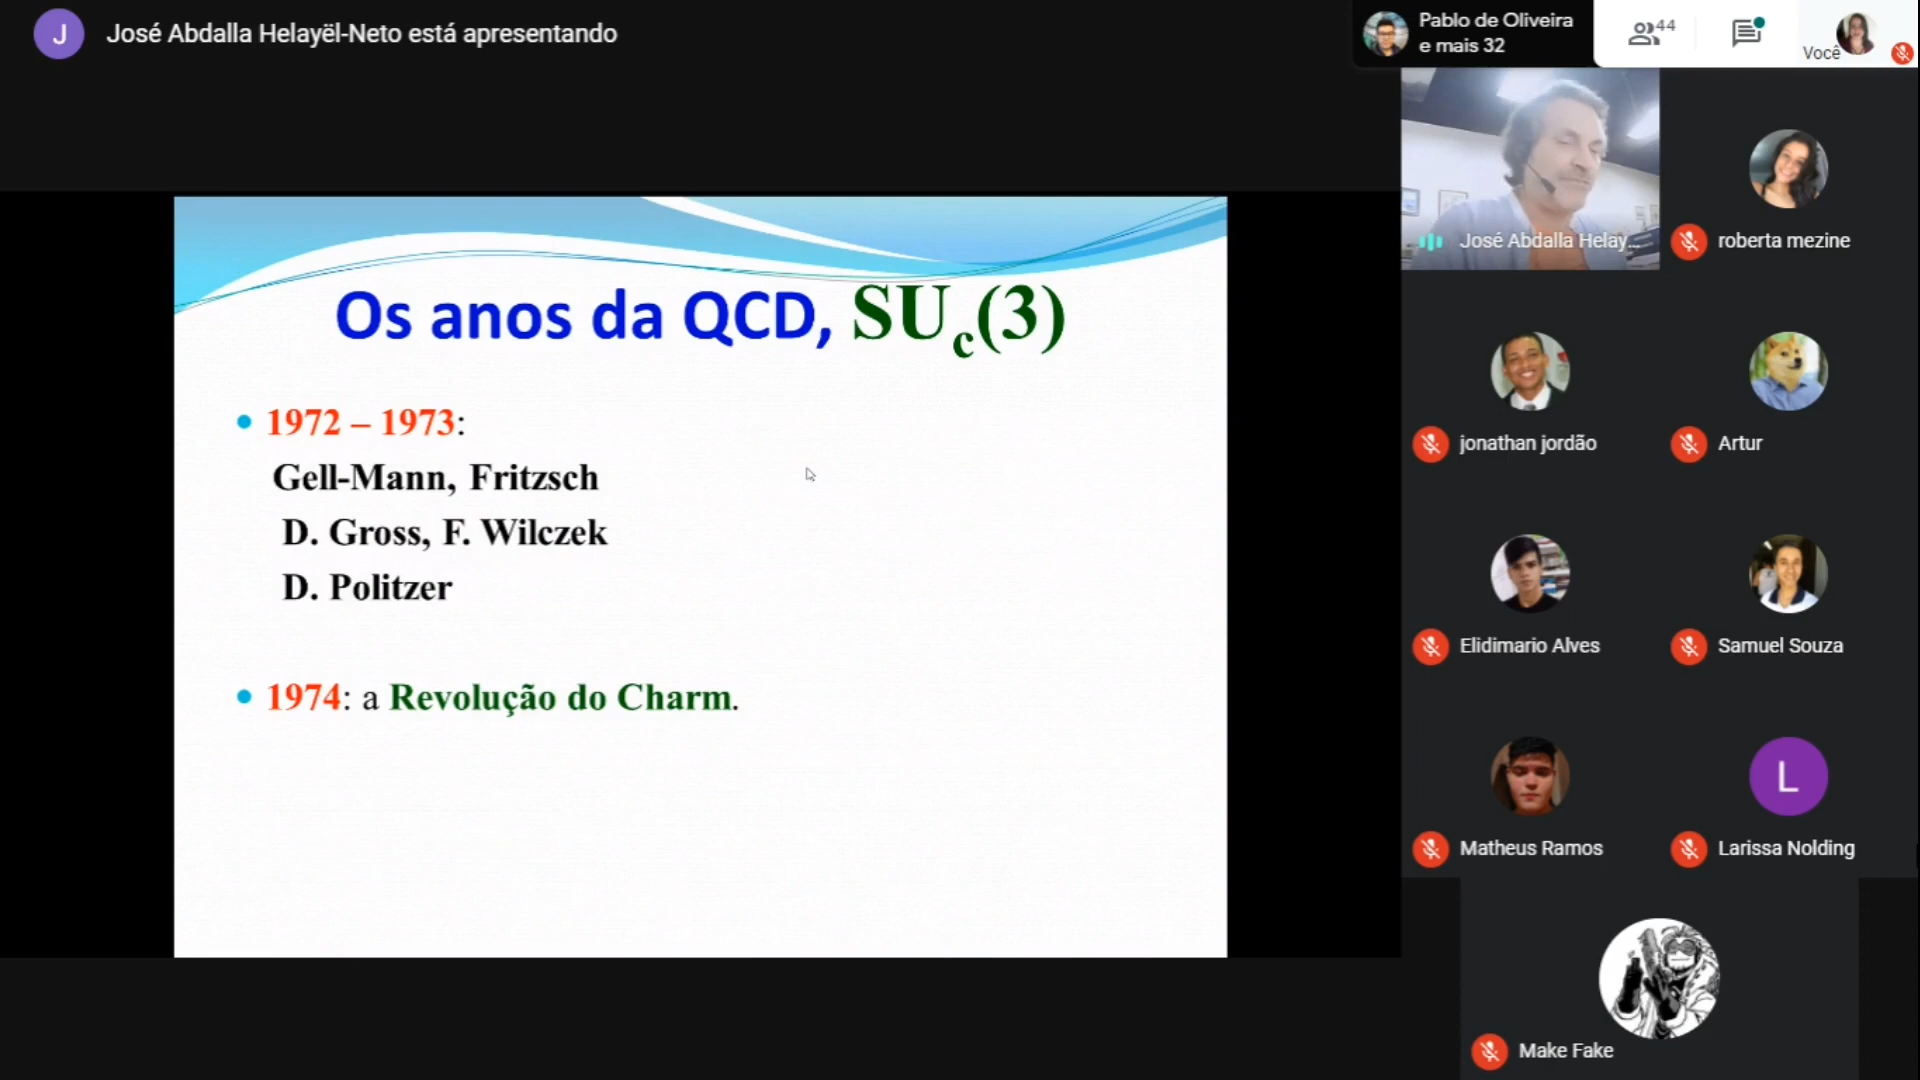 J
José Abdalla Helayël-Neto está apresentando
Pablo de Oliveira
e mais 32
44
Você
José Abdalla Helay...
roberta mezine
Os anos da QCD, SUc(3)
1972 – 1973:
Gell-Mann, Fritzsch
D. Gross, F. Wilczek
D. Politzer
1974: a Revolução do Charm.
jonathan jordão
Artur
Elidimario Alves
Samuel Souza
Matheus Ramos
L
Larissa Nolding
Make Fake